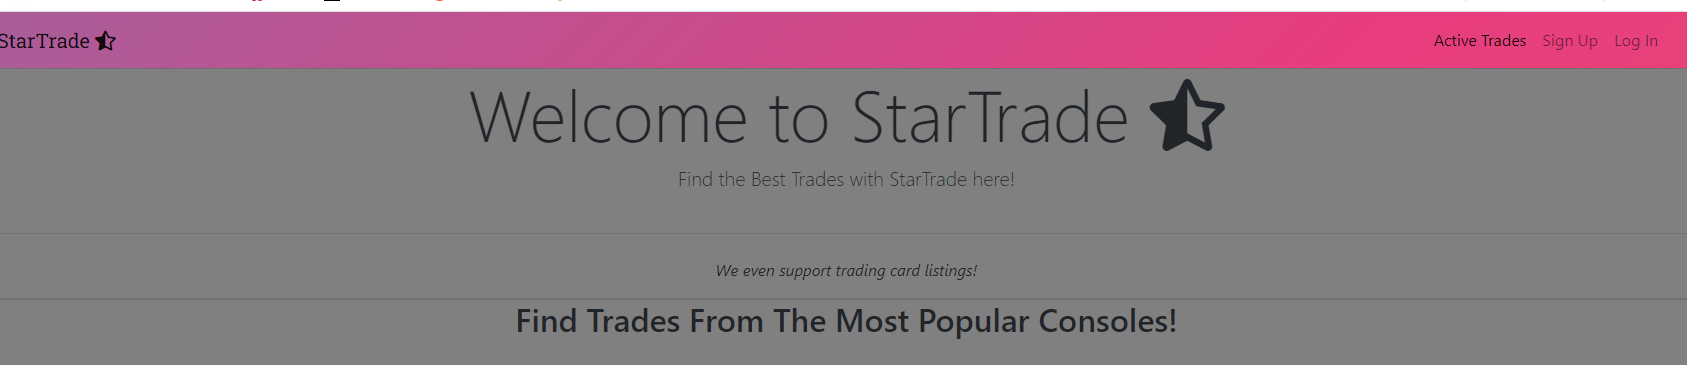 StarTrade
Active Trades Sign Up Log In
Welcome to StarTrade
Find the Best Trades with StarTrade here!
We even support trading card listings!
Find Trades From The Most Popular Consoles!